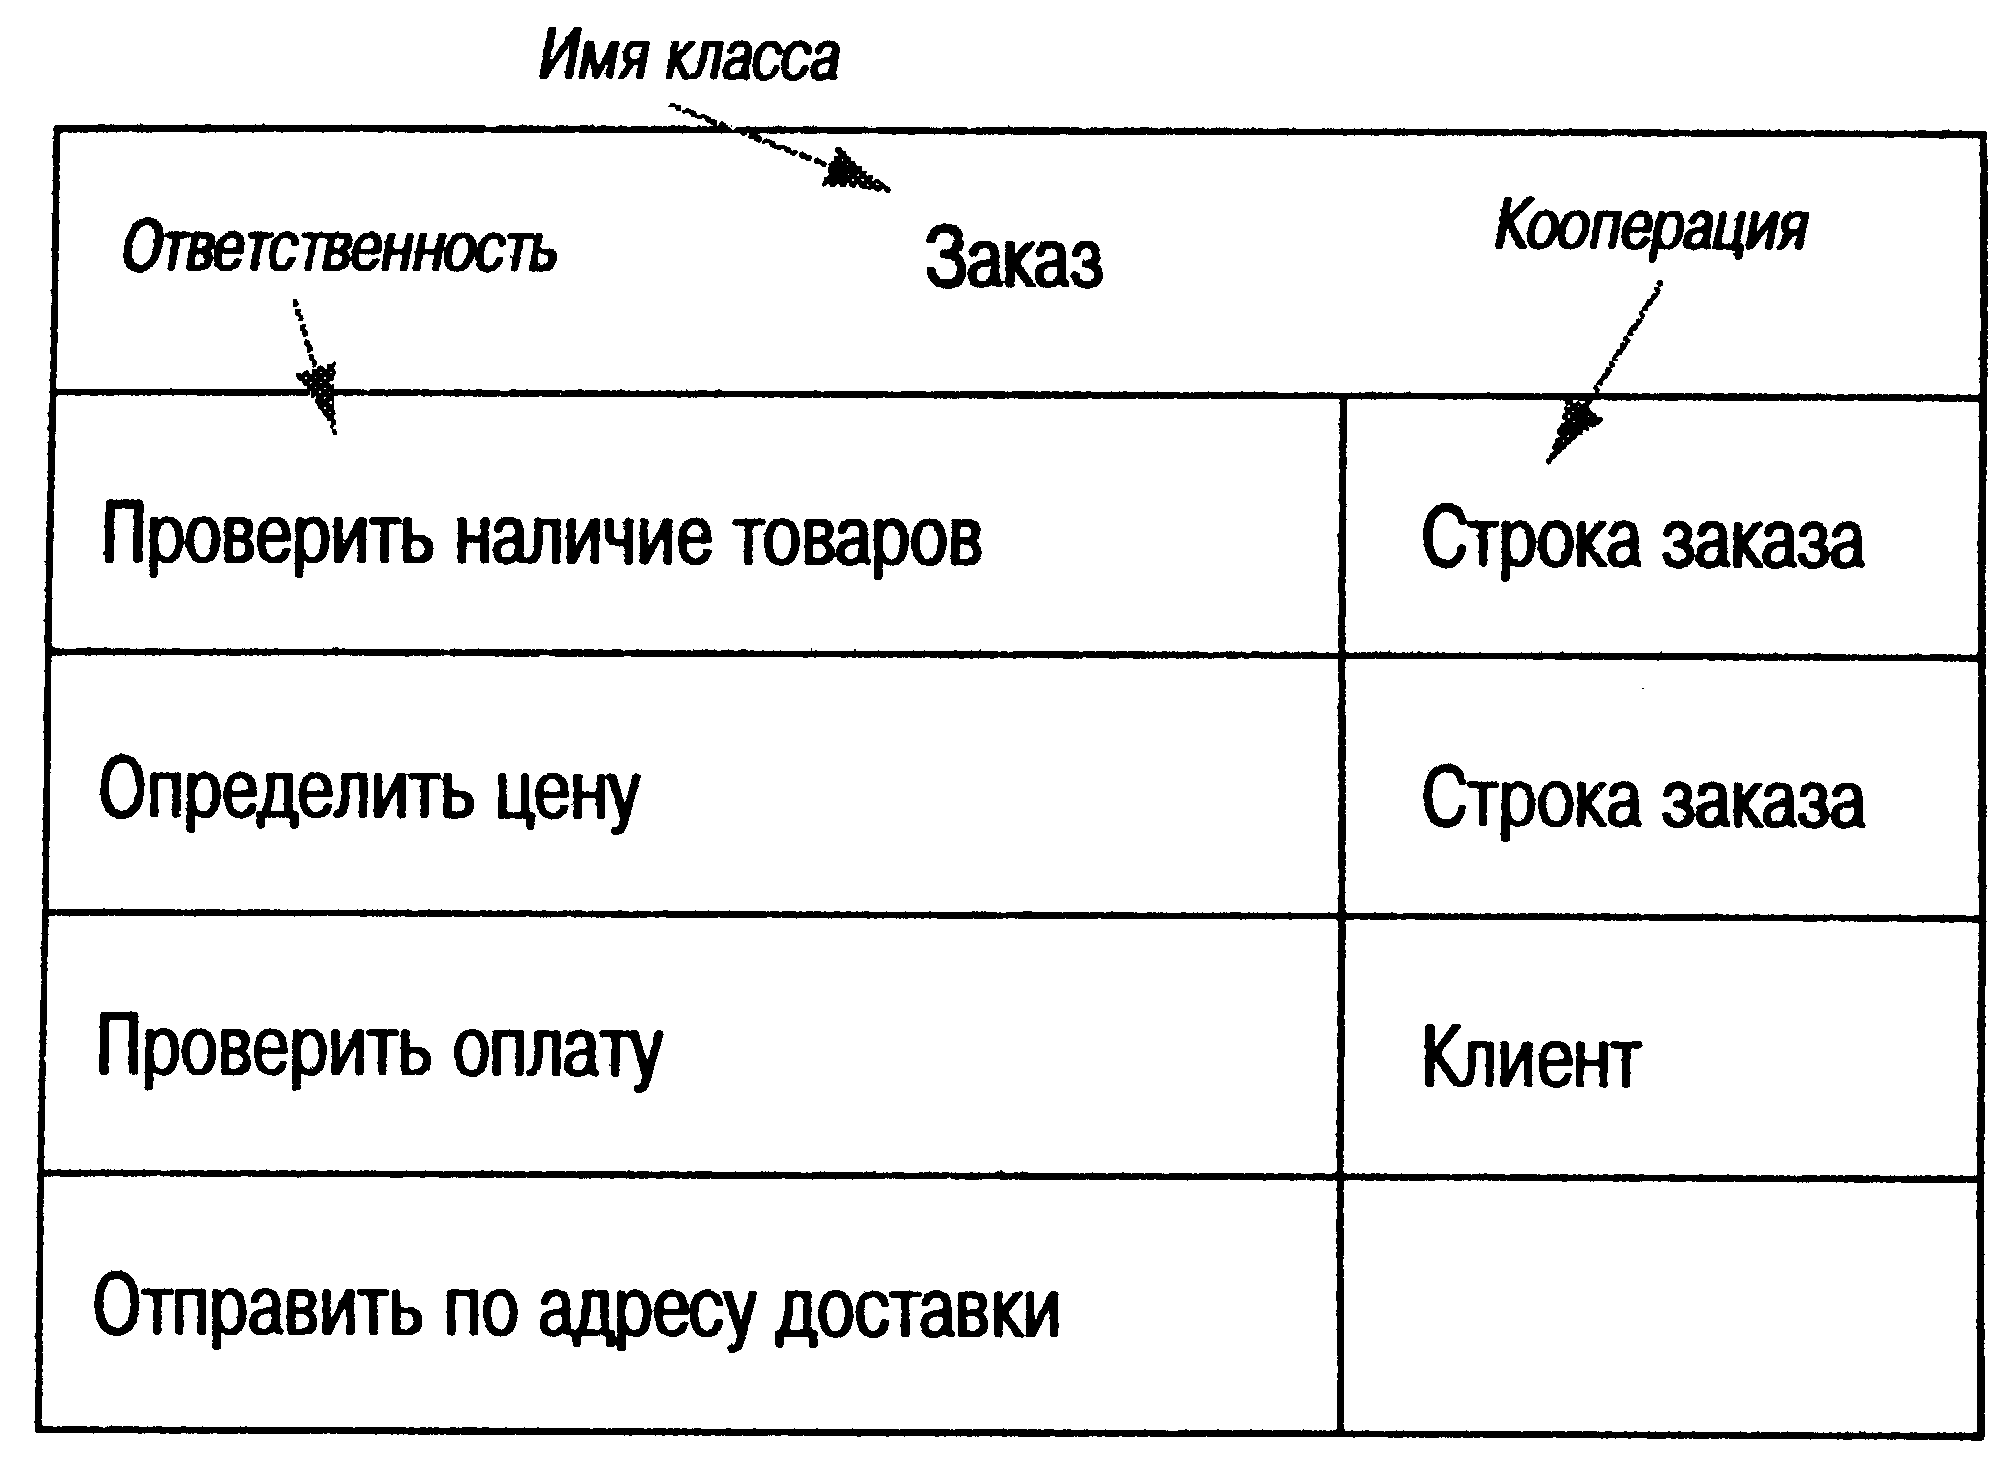 Имя класса
Ответственность
Заказ
Кооперация
Проверить наличие товаров
Строка заказа
Определить цену
Строка заказа
Проверить оплату
Клиент
Отправить по адресу доставки